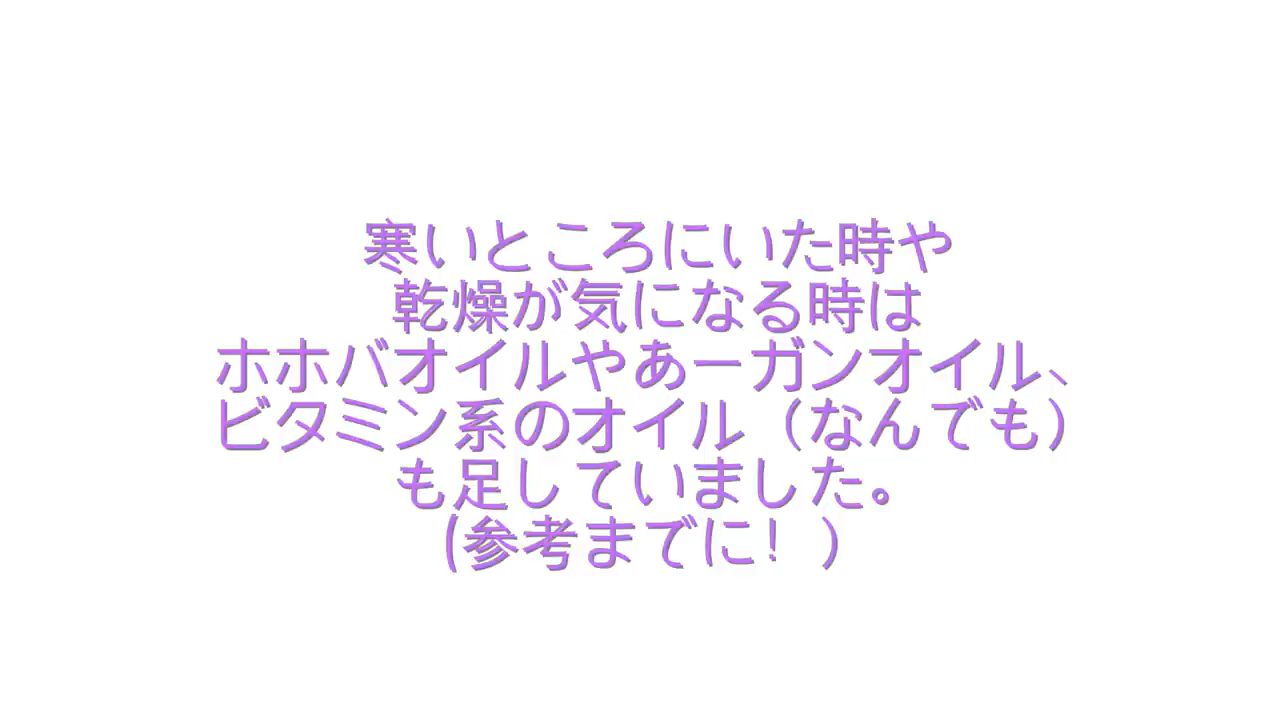 寒いところにいた時や
乾燥が気になる時は
ホホバオイルやあーガンオイル、
ビタミン系のオイル（なんでも）
も足していました。
(参考までに！）